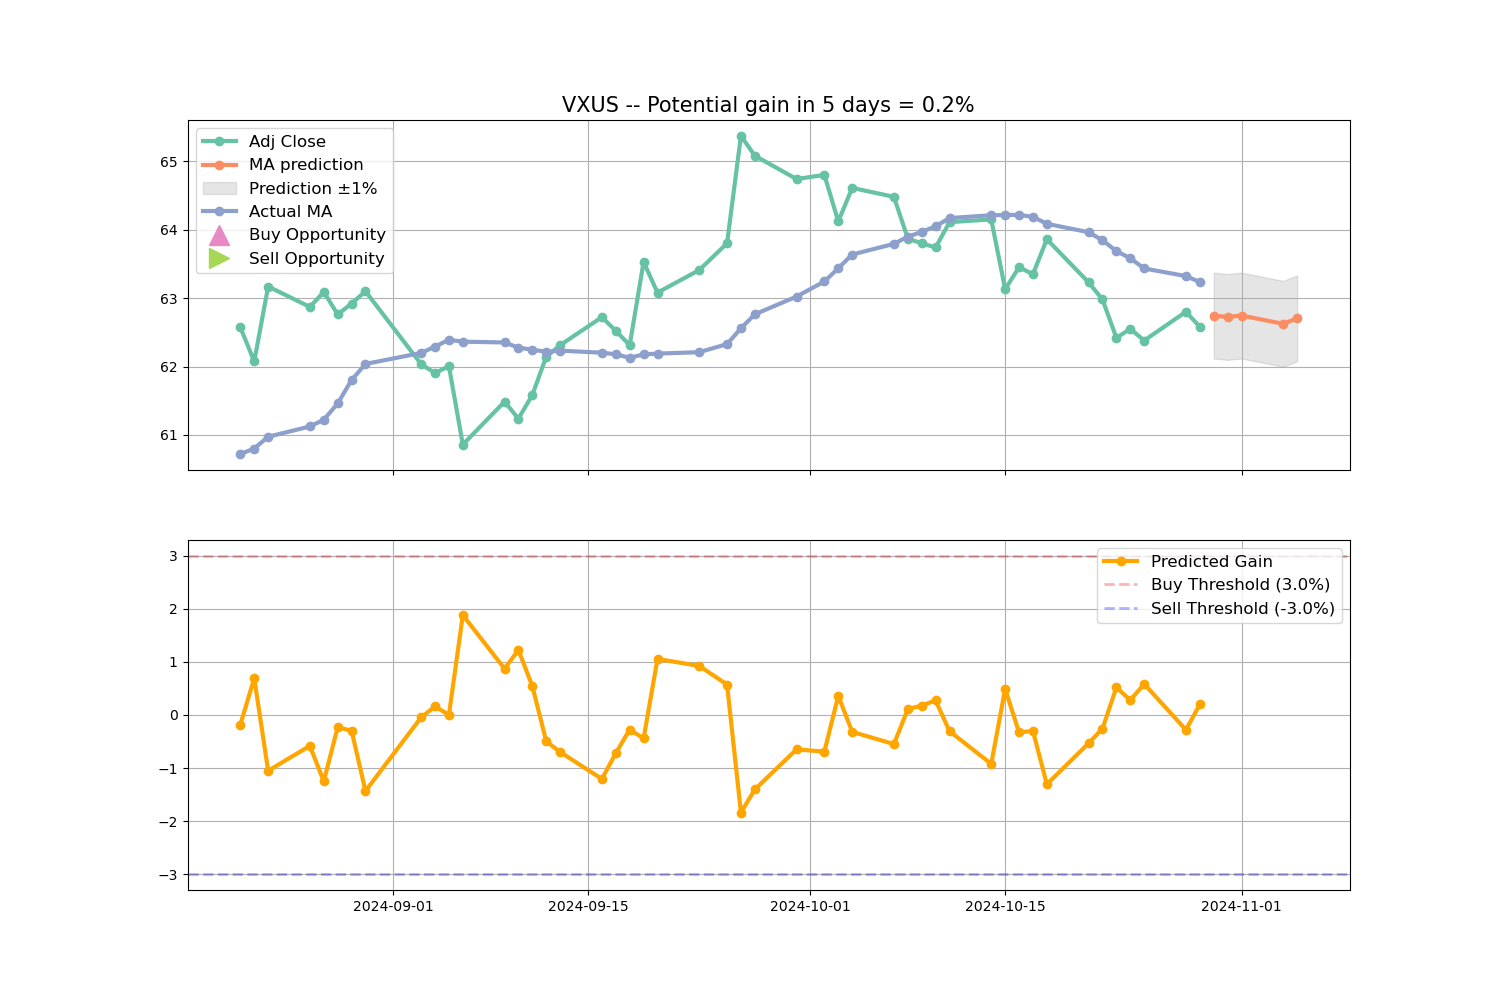 VXUS -- Potential gain in 5 days = 0.2%
Adj Close
MA prediction
Prediction ±1%
Actual MA
Buy Opportunity
Sell Opportunity
65
64
63
62
61
3
2
1
0
−1
−2
−3
Predicted Gain
Buy Threshold (3.0%)
Sell Threshold (-3.0%)
2024-09-01
2024-09-15
2024-10-01
2024-10-15
2024-11-01